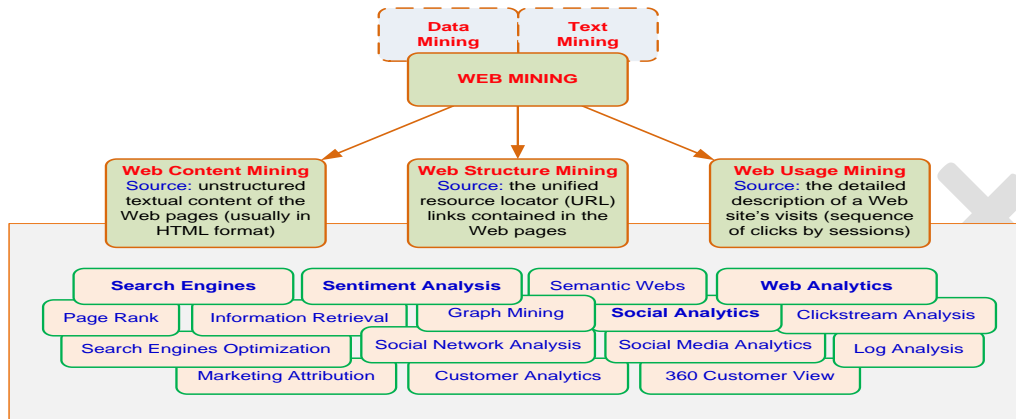 Data
Mining
Text
Mining
WEB MINING
Web Content Mining
Source: unstructured
textual content of the
Web pages (usually in
HTML format)
Web Structure Mining
Source: the unified
resource locator (URL)
links contained in the
Web pages
Web Usage Mining
Source: the detailed
description of a Web
site's visits (sequence
of clicks by sessions)
Search Engines
Sentiment Analysis
Semantic Webs
Web Analytics
Page Rank
Information Retrieval
Graph Mining
Social Analytics
Clickstream Analysis
Search Engines Optimization
Social Network Analysis
Social Media Analytics
Log Analysis
Marketing Attribution
Customer Analytics
360 Customer View